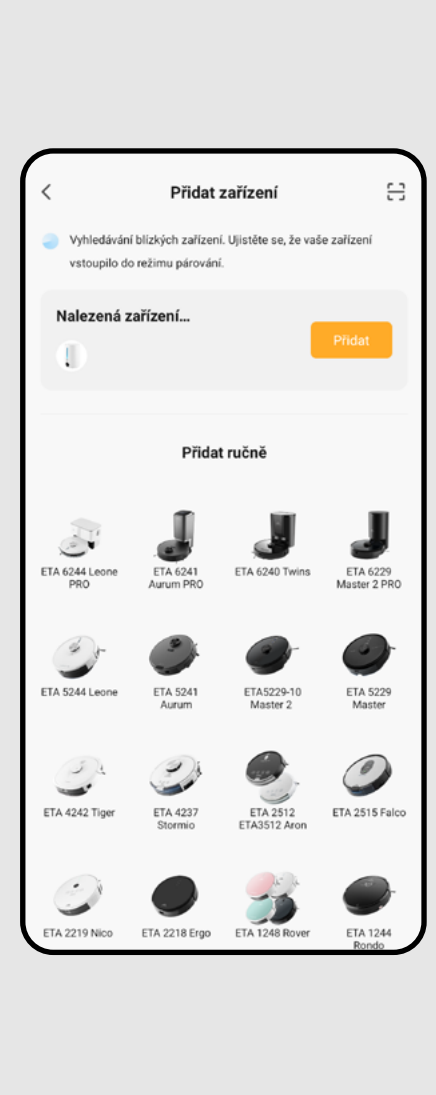 Přidat zařízení
Vyhledávání blízkých zařízení. Ujistěte se, že vaše zařízení
vstoupilo do režimu párování.
Nalezená zařízení...
Přidat
Přidat ručně
ETA 6244 Leone
PRO
ETA 6241
Aurum PRO
ETA 6240 Twins
ETA 6229
Master 2 PRO
ETA 5244 Leone
ETA 5241
Aurum
ETA5229-10
Master 2
ETA 5229
Master
ETA 4242 Tiger
ETA 4237
Stormio
ETA 2512
ETA3512 Aron
ETA 2515 Falco
ETA 2219 Nico
ETA 2218 Ergo
ETA 1248 Rover
ETA 1244
Rondo